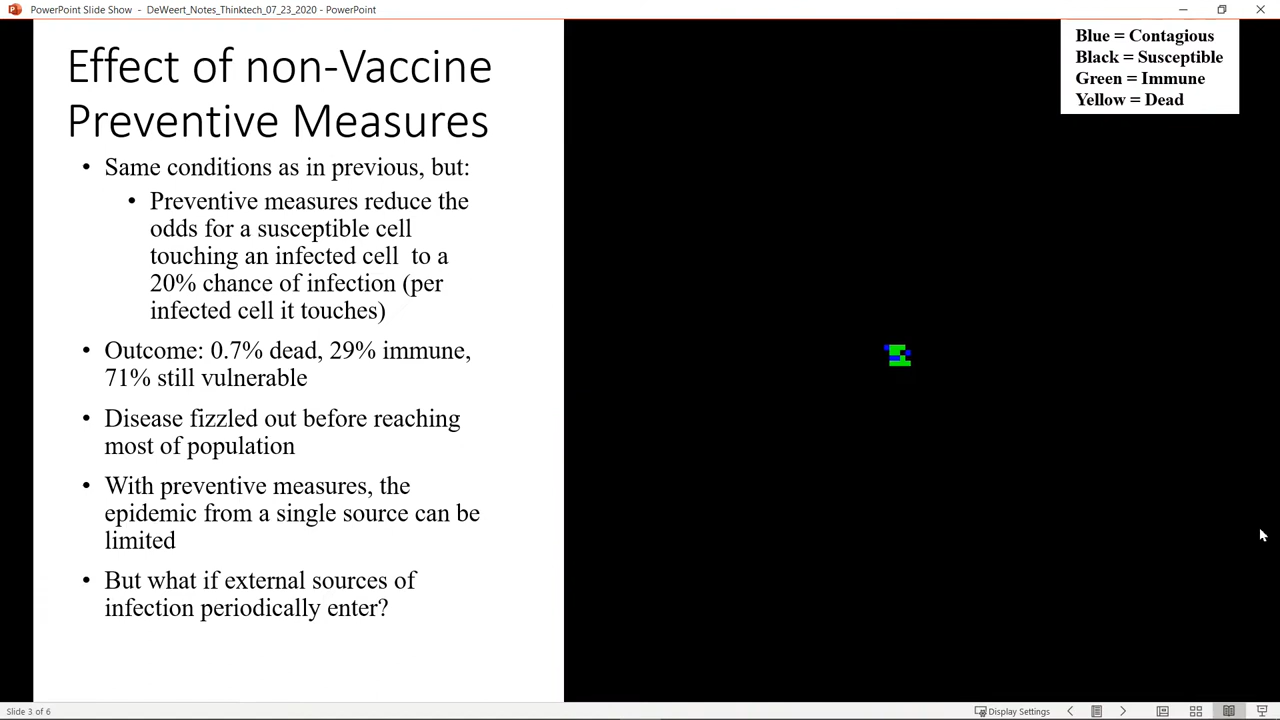 PowerPoint Slide Show - DeWeert_Notes_Thinktech_07_23_2020 - PowerPoint
Effect of non-Vaccine
Preventive Measures
• Same conditions as in previous, but:
• Preventive measures reduce the
odds for a susceptible cell
touching an infected cell to a
20% chance of infection (per
infected cell it touches)
• Outcome: 0.7% dead, 29% immune,
71% still vulnerable
• Disease fizzled out before reaching
most of population
• With preventive measures, the
epidemic from a single source can be
limited
• But what if external sources of
infection periodically enter?
Blue = Contagious
Black = Susceptible
Green = Immune
Yellow = Dead
Slide 3 of 6
Display Settings